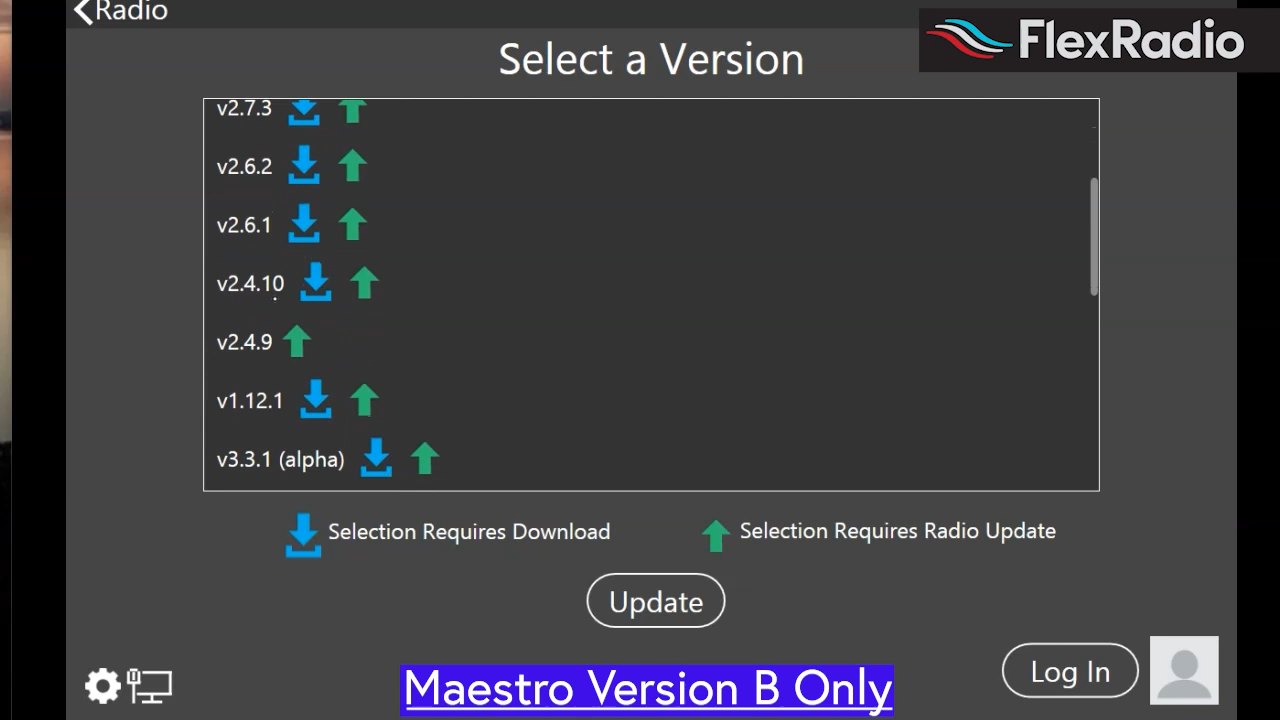 Radio
FlexRadio
Select a Version
v2.7.3
v2.6.2
v2.6.1
v2.4.10
v2.4.9
v1.12.1
v3.3.1 (alpha)
Selection Requires Download
Selection Requires Radio Update
Update
Log In
Maestro Version B Only